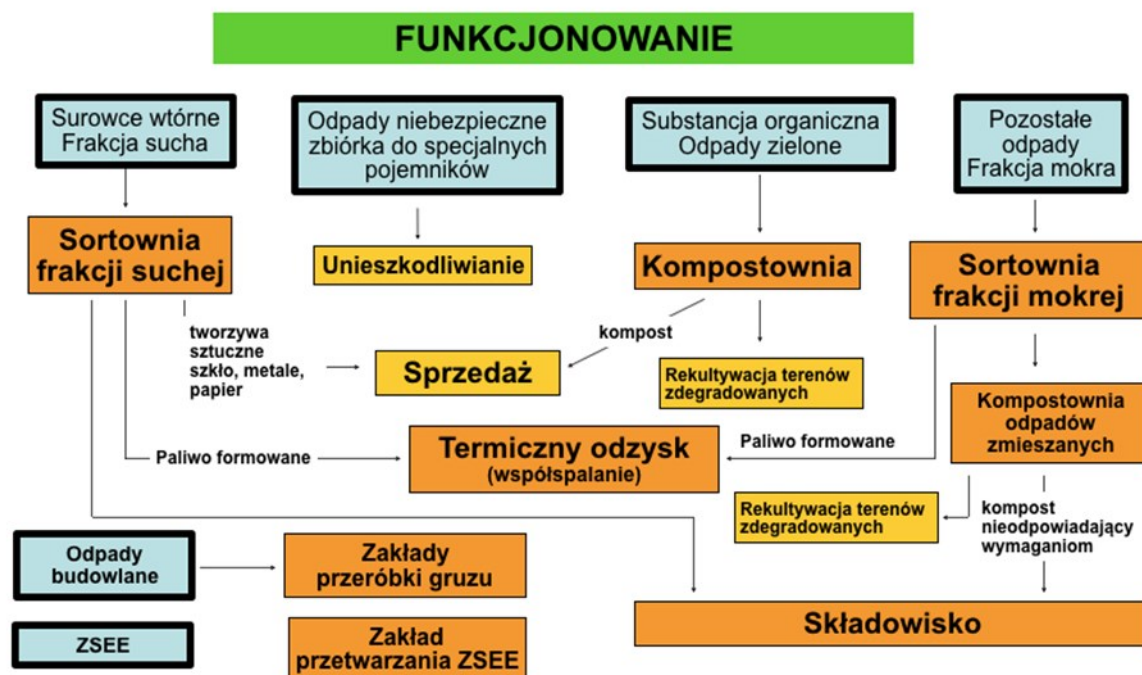 FUNKCJONOWANIE
Surowce wtórne
Frakcja sucha
Odpady niebezpieczne
zbiórka do specjalnych
pojemników
Substancja organiczna
Odpady zielone
Pozostałe
odpady
Frakcja mokra
Sortownia
frakcji suchej
Unieszkodliwianie
Kompostownia
Sortownia
frakcji mokrej
tworzywa
sztuczne
szkło, metale,
papier
kompost
Sprzedaż
Rekultywacja terenów
zdegradowanych
Kompostownia
odpadów
zmieszanych
Paliwo formowane
Termiczny odzysk
(współspalanie)
Paliwo formowane
Rekultywacja terenów
zdegradowanych
kompost
nieodpowiadający
wymaganiom
Odpady
budowlane
Zakłady
przeróbki gruzu
Składowisko
ZSEE
Zakład
przetwarzania ZSEE